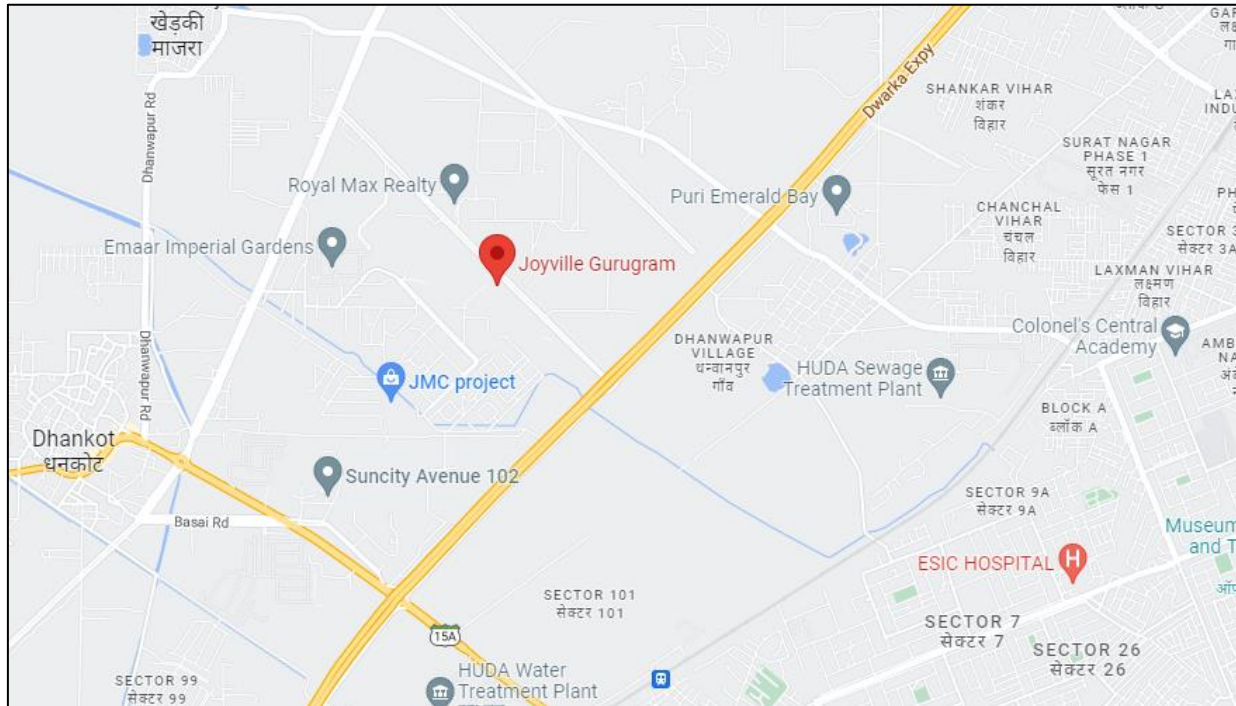 खेड़की
माजरा
Dhanwapur Rd
Dwarka Expy
SHANKAR VIHAR
शंकर
विहार
SURAT NAGAR
PHASE 1
सूरत नगर
फेस 1
Royal Max Realty
Puri Emerald Bay
CHANCHAL
VIHAR
चंचल
विहार
SECTOR 3
सेक्टर 3A
Emaar Imperial Gardens
Joyville Gurugram
LAXMAN VIHAR
लक्ष्मण
विहार
Colonel's Central
Academy
DHANWAPUR
VILLAGE
धन्वानपुर
गाँव
HUDA Sewage
Treatment Plant
JMC project
Dhanwapur Rd
BLOCK A
ब्लॉक A
Dhankot
धनकोट
Suncity Avenue 102
SECTOR 9A
सेक्टर 9A
Basai Rd
Museum
and T
ESIC HOSPITAL
H
SECTOR 101
सेक्टर 101
SECTOR 7
सेक्टर 7
15A
SECTOR 26
सेक्टर 26
HUDA Water
Treatment Plant
SECTOR 99
सेक्टर 99